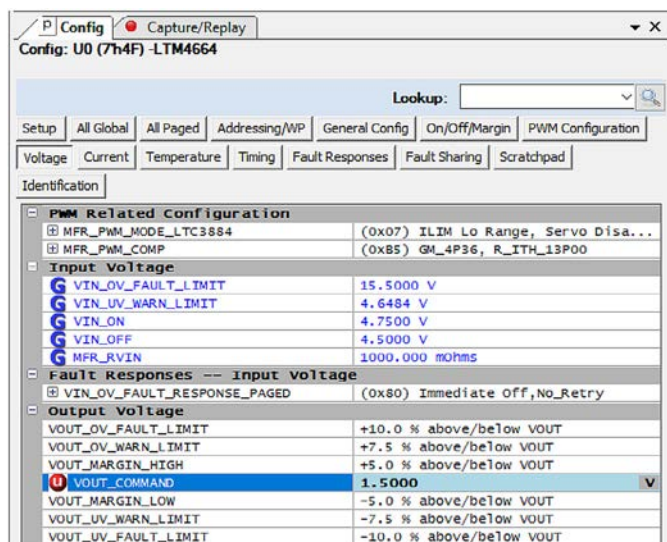 P Config Capture/Replay
Config: U0 (7'h4F) -LTM4664
Lookup:
Setup All Global All Paged Addressing/WP General Config On/Off/Margin PWM Configuration
Voltage Current Temperature Timing Fault Responses Fault Sharing Scratchpad
Identification
PWM Related Configuration
MFR_PWM_MODE_LTC3884 (0x07) ILIM Lo Range, Servo Disa...
MFR_PWM_COMP (0xB5) GM_4P36, R_ITH_13P00
Input Voltage
G VIN_OV_FAULT_LIMIT 15.5000 V
G VIN_UV_WARN_LIMIT 4.6484 V
G VIN_ON 4.7500 V
G VIN_OFF 4.5000 V
G MFR_RVIN 1000.000 mOhms
Fault Responses -- Input Voltage
VIN_OV_FAULT_RESPONSE_PAGED (0x80) Immediate Off,No_Retry
Output Voltage
VOUT_OV_FAULT_LIMIT +10.0 % above/below VOUT
VOUT_OV_WARN_LIMIT +7.5 % above/below VOUT
VOUT_MARGIN_HIGH +5.0 % above/below VOUT
U VOUT_COMMAND 1.5000 V
VOUT_MARGIN_LOW -5.0 % above/below VOUT
VOUT_UV_WARN_LIMIT -7.5 % above/below VOUT
VOUT_UV_FAULT_LIMIT -10.0 % above/below VOUT